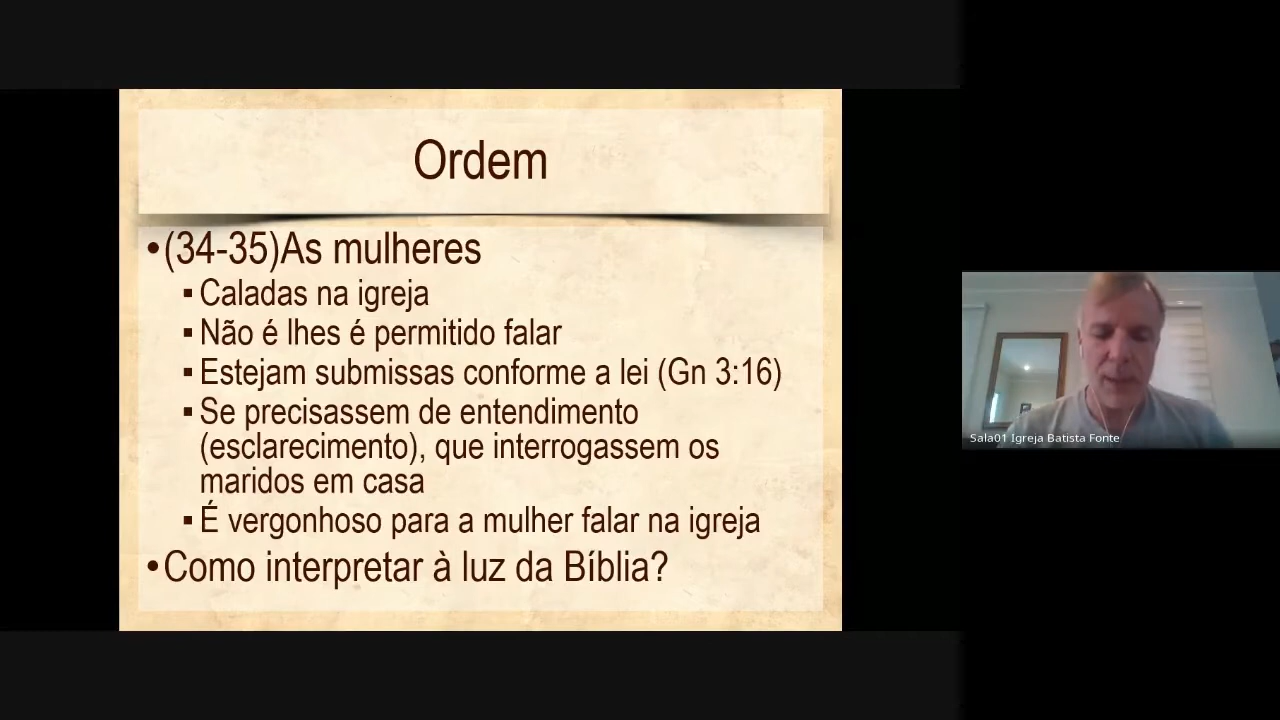 Ordem
•(34-35)As mulheres
▪Caladas na igreja
▪Não é lhes é permitido falar
▪Estejam submissas conforme a lei (Gn 3:16)
▪Se precisassem de entendimento
(esclarecimento), que interrogassem os
maridos em casa
▪É vergonhoso para a mulher falar na igreja
•Como interpretar à luz da Bíblia?
Sala01 Igreja Batista Fonte